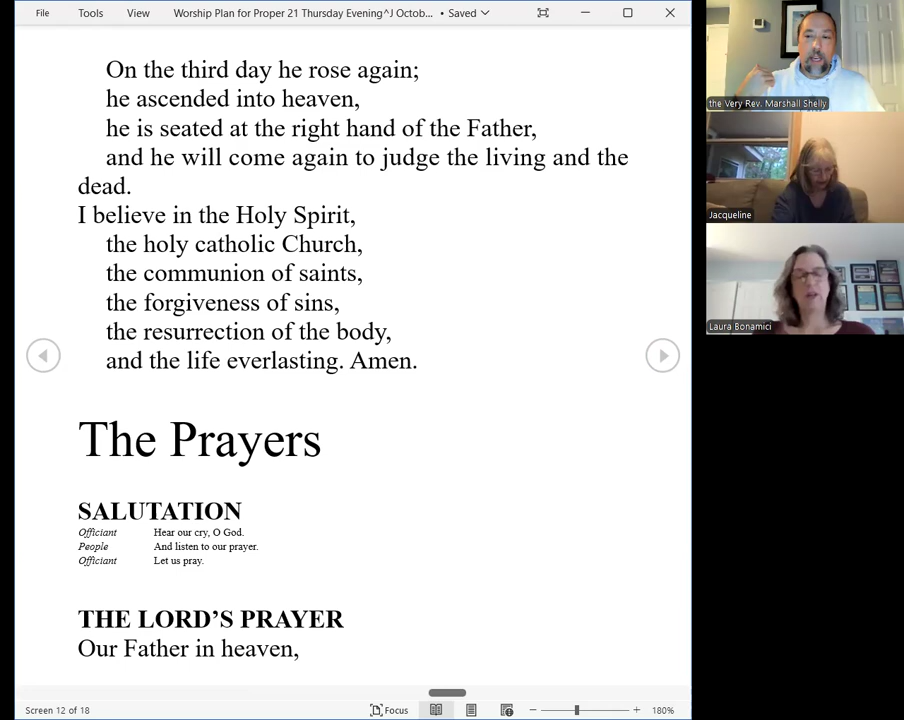 File Tools View Worship Plan for Proper 21 Thursday Evening^J Octob... • Saved
On the third day he rose again;
he ascended into heaven,
he is seated at the right hand of the Father,
and he will come again to judge the living and the
dead.
I believe in the Holy Spirit,
the holy catholic Church,
the communion of saints,
the forgiveness of sins,
the resurrection of the body,
and the life everlasting. Amen.
The Prayers
SALUTATION
Officiant Hear our cry, O God.
People And listen to our prayer.
Officiant Let us pray.
THE LORD’S PRAYER
Our Father in heaven,
Screen 12 of 18 Focus 180%
the Very Rev. Marshall Shelly
Jacqueline
Laura Bonamici